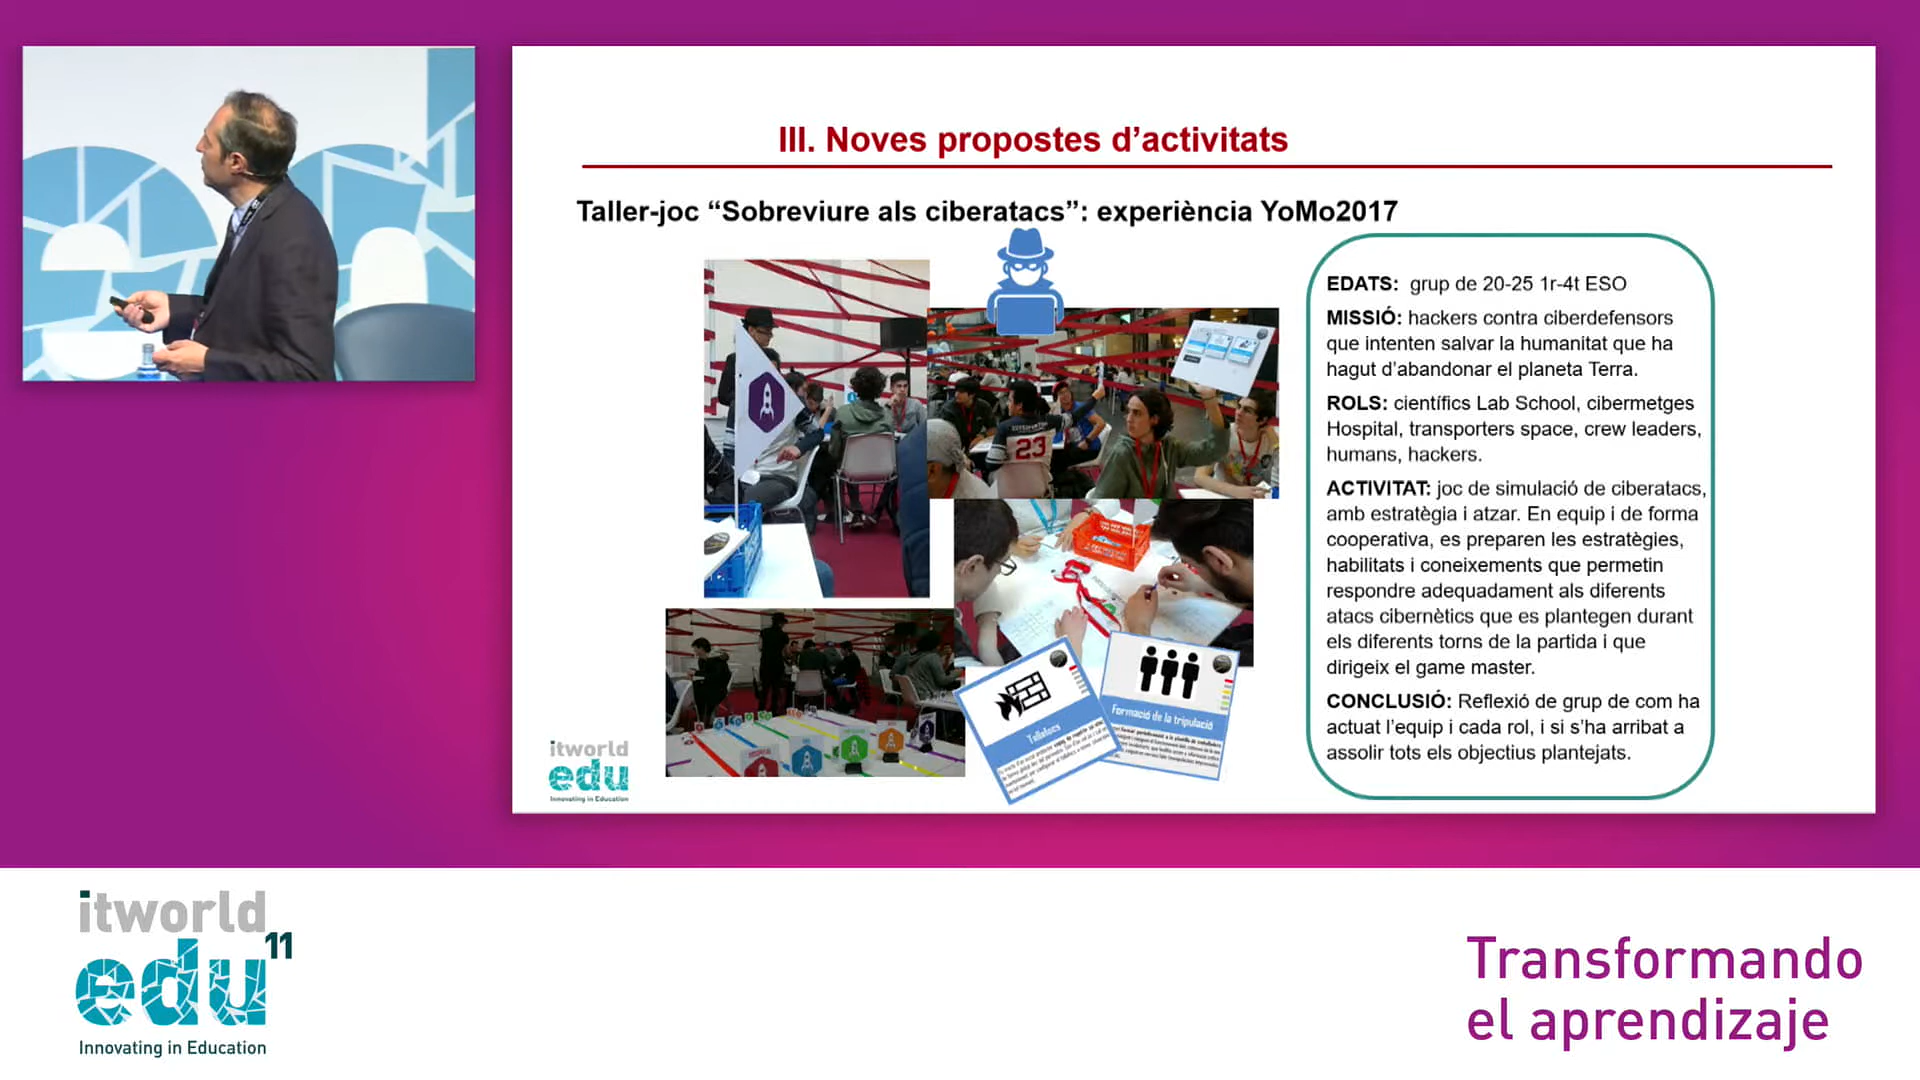 III. Noves propostes d’activitats
Taller-joc “Sobreviure als ciberatacs”: experiència YoMo2017
EDATS: grup de 20-25 1r-4t ESO
MISSIÓ: hackers contra ciberdefensors
que intenten salvar la humanitat que ha
hagut d’abandonar el planeta Terra.
ROLS: científics Lab School, cibermetges
Hospital, transporters space, crew leaders,
humans, hackers.
ACTIVITAT: joc de simulació de ciberatacs,
amb estratègia i atzar. En equip i de forma
cooperativa, es preparen les estratègies,
habilitats i coneixements que permetin
respondre adequadament als diferents
atacs cibernètics que es plantegen durant
els diferents torns de la partida i que
dirigeix el game master.
CONCLUSIÓ: Reflexió de grup de com ha
actuat l’equip i cada rol, i si s’ha arribat a
assolir tots els objectius plantejats.
23
Tallafocs
Formació de la tripulació
itworld
edu
Innovating in Education
itworld
edu 11
Innovating in Education
Transformando
el aprendizaje